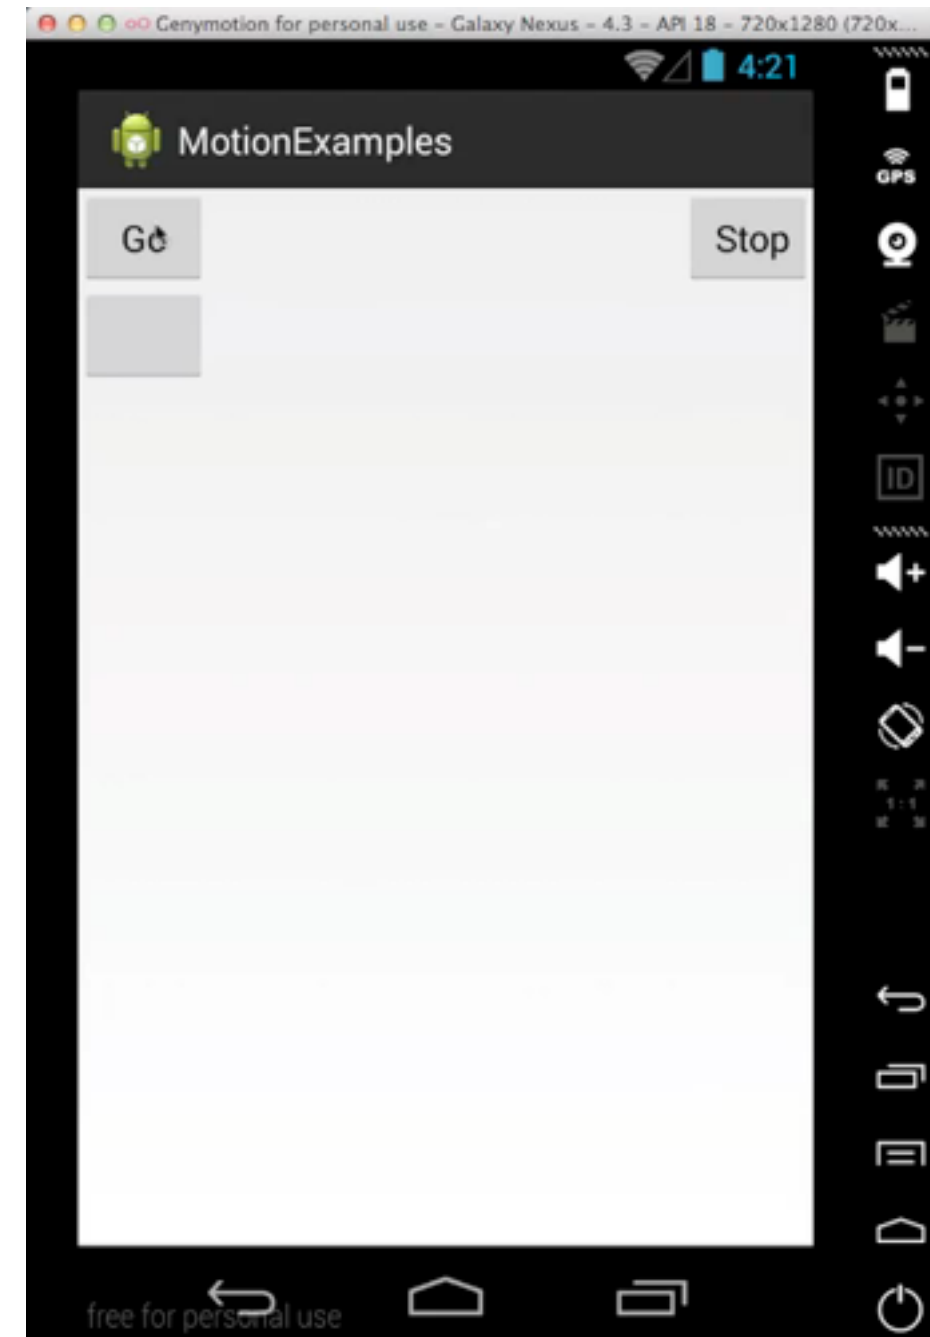 Genymotion for personal use - Galaxy Nexus - 4.3 - API 18 - 720x1280 (720x...
4:21
MotionExamples
GPS
Go
Stop
ID
1:1
free for personal use